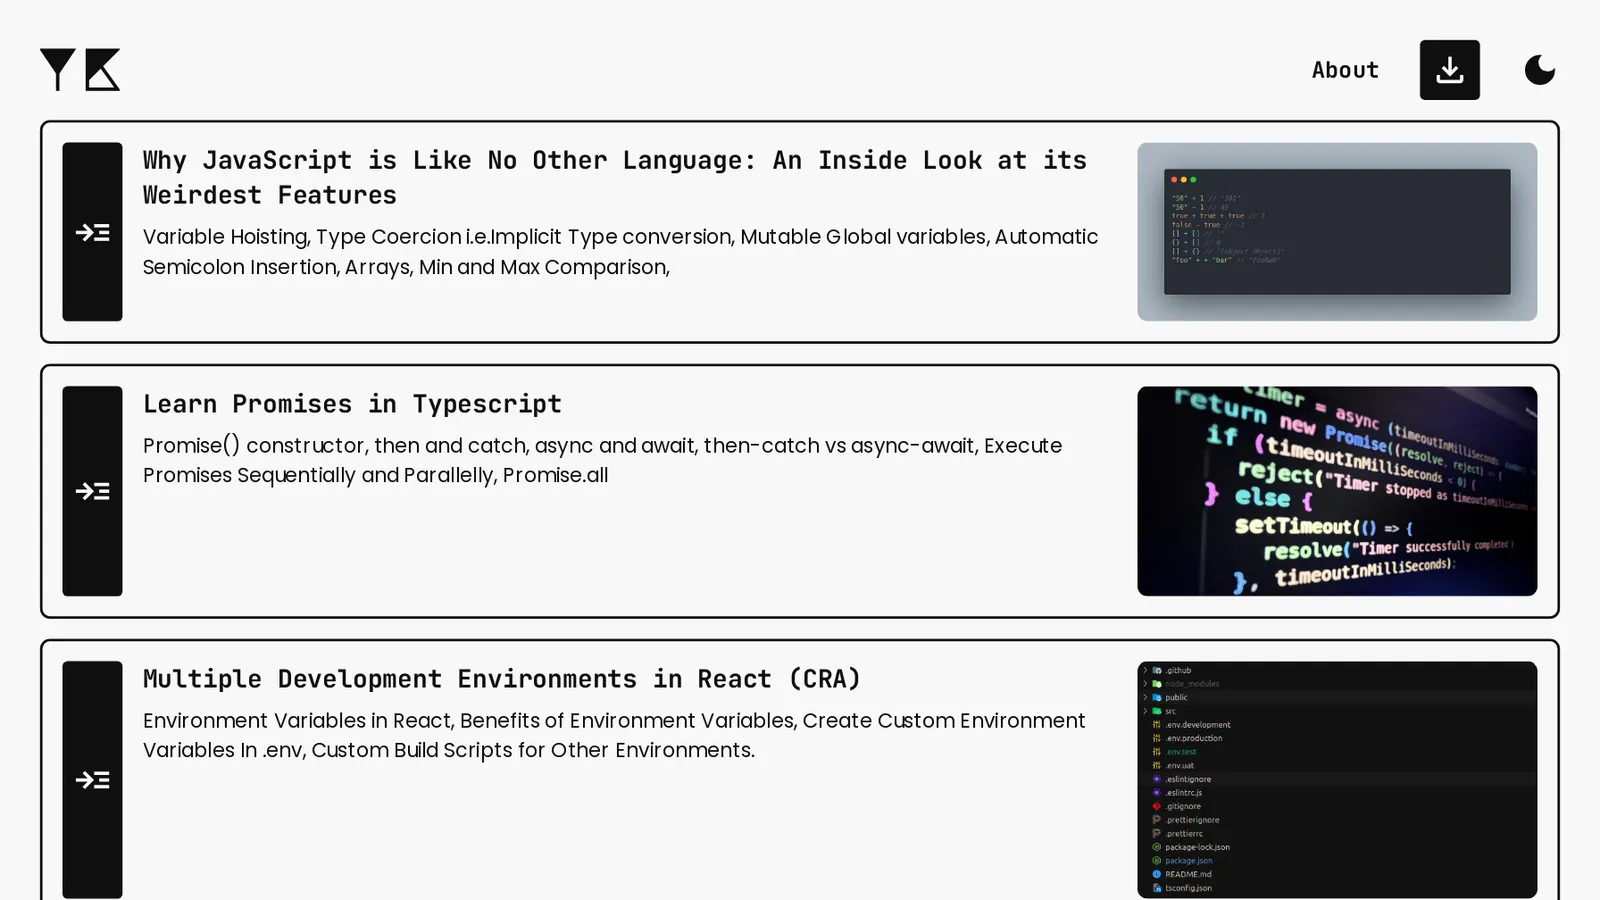 YK
About
Why JavaScript is Like No Other Language: An Inside Look at its
Weirdest Features
Variable Hoisting, Type Coercion i.e.Implicit Type conversion, Mutable Global variables, Automatic
Semicolon Insertion, Arrays, Min and Max Comparison,
"50" + 1 // "501"
"50" - 1 // 49
true + true + true // 3
false - true // -1
[] + [] // ""
{} + [] // 0
[] + {} // "[object Object]"
"foo" + + "bar" // "fooNaN"
Learn Promises in Typescript
Promise() constructor, then and catch, async and await, then-catch vs async-await, Execute
Promises Sequentially and Parallelly, Promise.all
timer = async (timeoutInMilliSeconds
return new Promise((resolve, reject) =>
if (timeoutInMilliSeconds < 0) {
reject("Timer stopped as timeoutInMilliSeconds
} else {
setTimeout(() => {
resolve("Timer successfully completed
}, timeoutInMilliSeconds);
Multiple Development Environments in React (CRA)
Environment Variables in React, Benefits of Environment Variables, Create Custom Environment
Variables In .env, Custom Build Scripts for Other Environments.
.github
node_modules
public
src
.env.development
.env.production
.env.test
.env.uat
.eslintignore
.eslintrc.js
.gitignore
.prettierignore
.prettierrc
package-lock.json
package.json
README.md
tsconfig.json